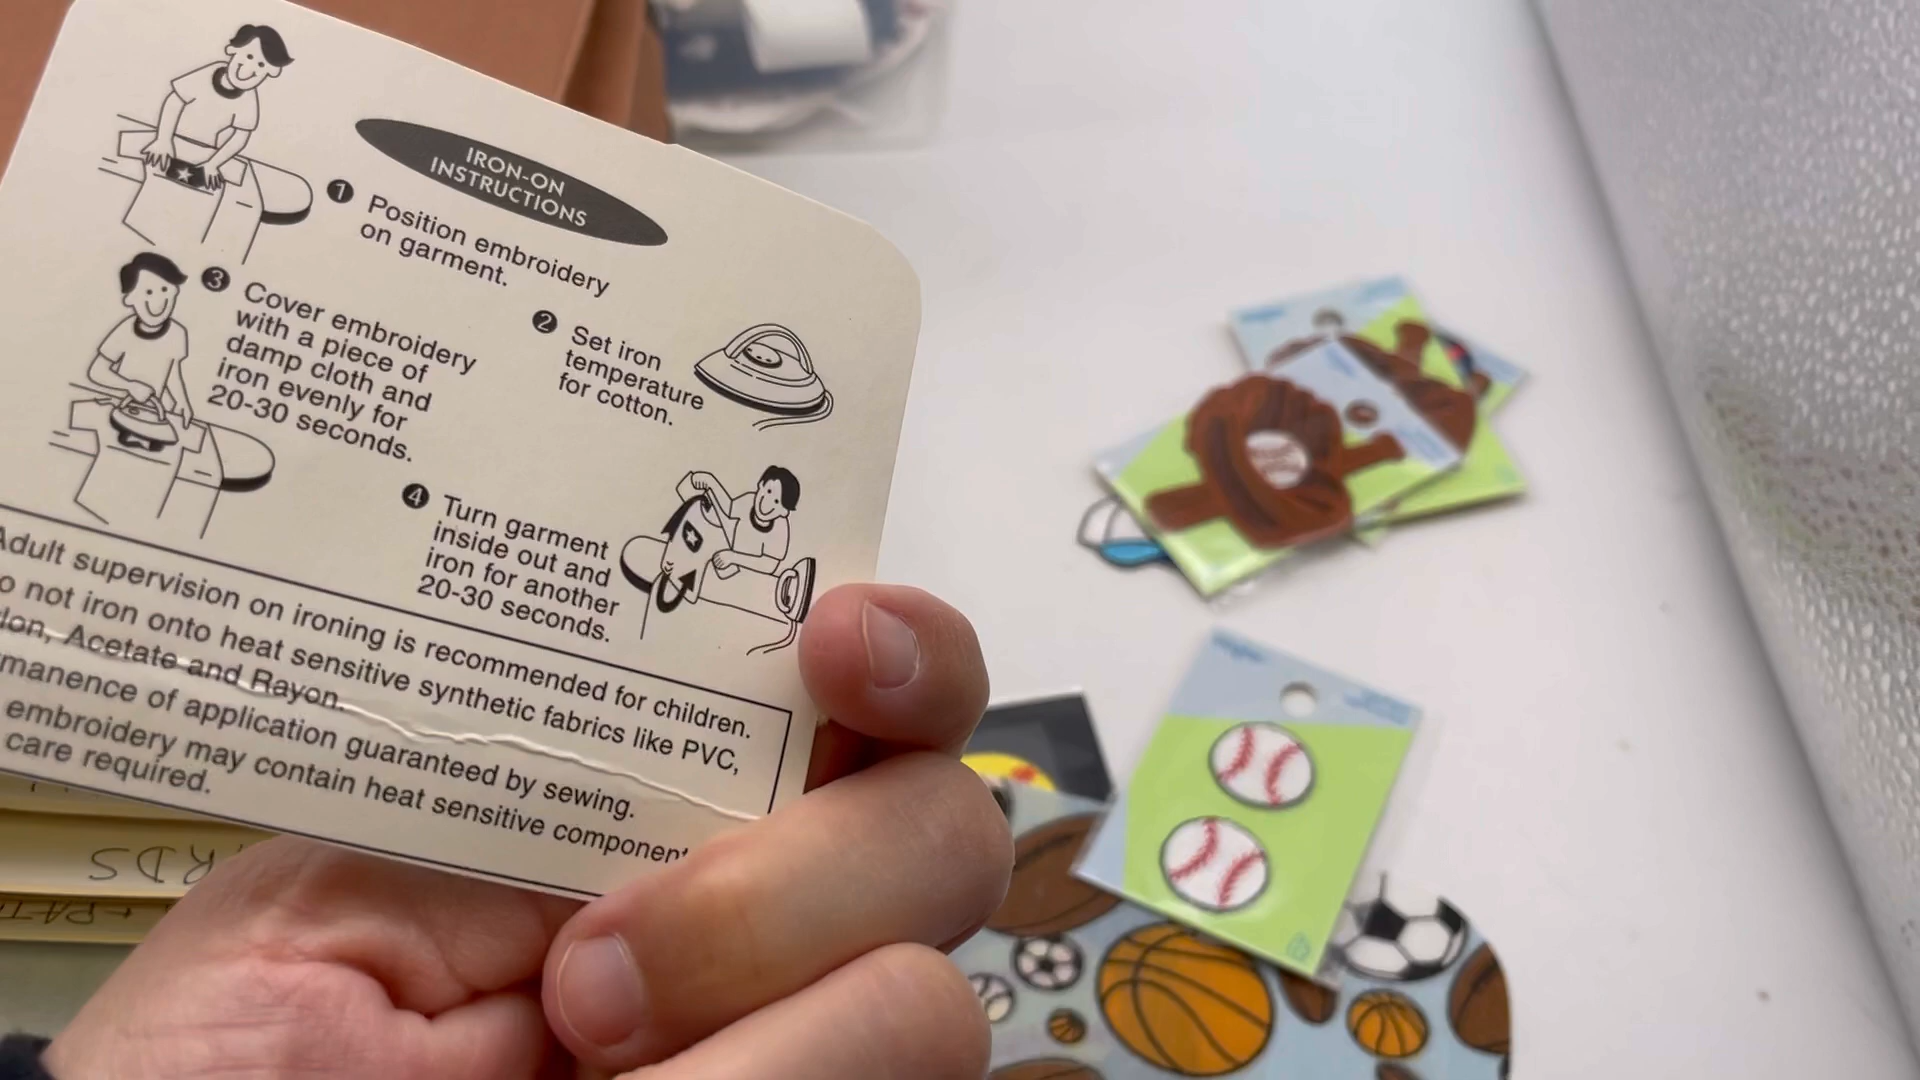 IRON-ON
INSTRUCTIONS
1 Position embroidery
on garment.
2 Set iron
temperature
for cotton.
3 Cover embroidery
with a piece of
damp cloth and
iron evenly for
20-30 seconds.
4 Turn garment
inside out and
iron for another
20-30 seconds.
Adult supervision on ironing is recommended for children.
o not iron onto heat sensitive synthetic fabrics like PVC,
lon, Acetate and Rayon.
manence of application guaranteed by sewing.
embroidery may contain heat sensitive component
care required.
RDS